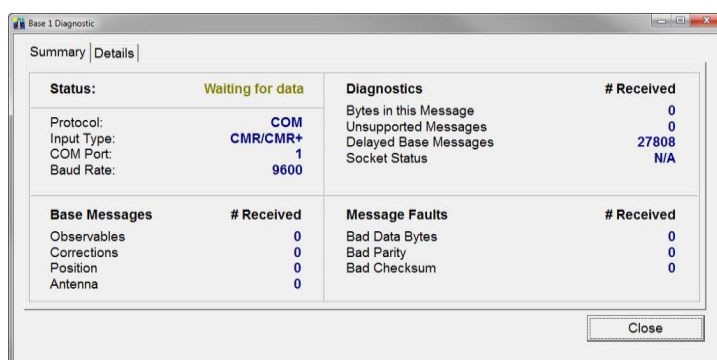 Base 1 Diagnostic
Summary Details
Status: Waiting for data
Protocol: COM
Input Type: CMR/CMR+
COM Port: 1
Baud Rate: 9600
Diagnostics # Received
Bytes in this Message 0
Unsupported Messages 0
Delayed Base Messages 27808
Socket Status N/A
Base Messages # Received
Observables 0
Corrections 0
Position 0
Antenna 0
Message Faults # Received
Bad Data Bytes 0
Bad Parity 0
Bad Checksum 0
Close